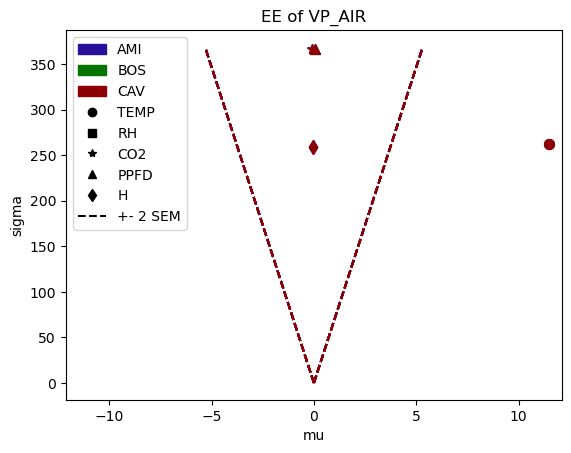 EE of VP_AIR
AMI
BOS
CAV
TEMP
RH
CO2
PPFD
H
+- 2 SEM
350
300
250
200
150
100
50
0
sigma
−10
−5
0
5
10
mu